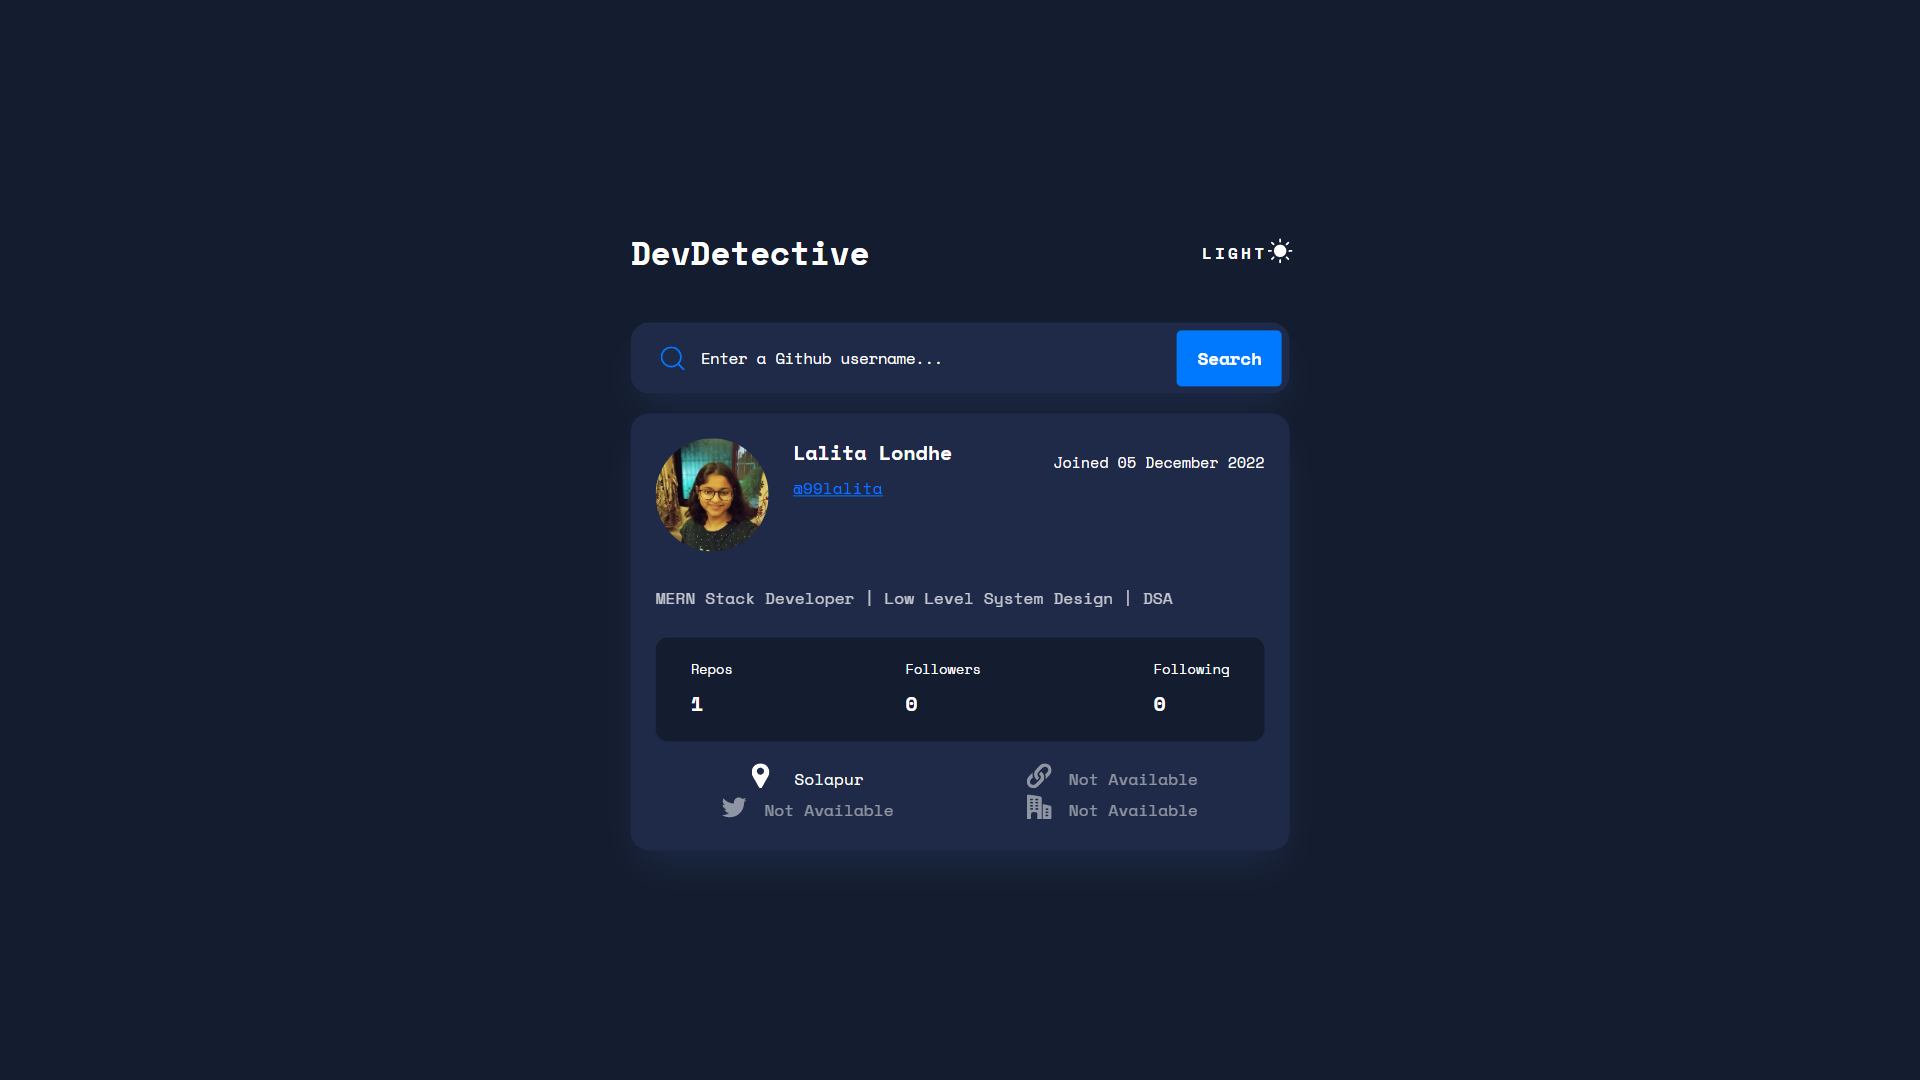 DevDetective
LIGHT
Enter a Github username...
Search
Lalita Londhe
Joined 05 December 2022
@99lalita
MERN Stack Developer | Low Level System Design | DSA
Repos Followers Following
1 0 0
Solapur Not Available
Not Available Not Available